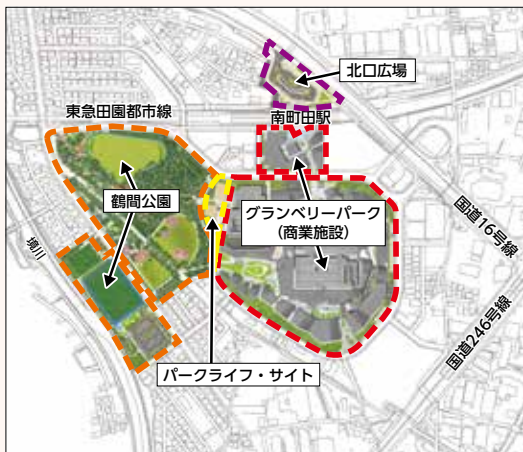 北口広場
東急田園都市線
南町田駅
鶴間公園
グランベリーパーク
(商業施設)
国道16号線
境川
国道246号線
パークライフ・サイト